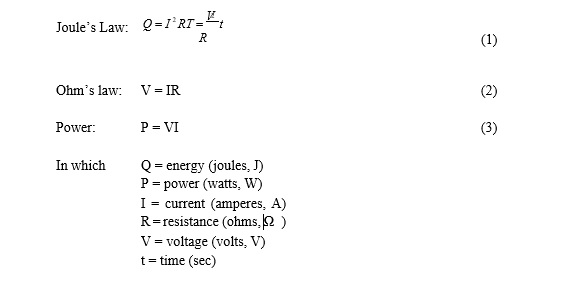 Joule's Law: Q = I²RT = V²/R t (1)
Ohm's law: V = IR (2)
Power: P = VI (3)
In which Q = energy (joules, J)
P = power (watts, W)
I = current (amperes, A)
R = resistance (ohms, Ω )
V = voltage (volts, V)
t = time (sec)